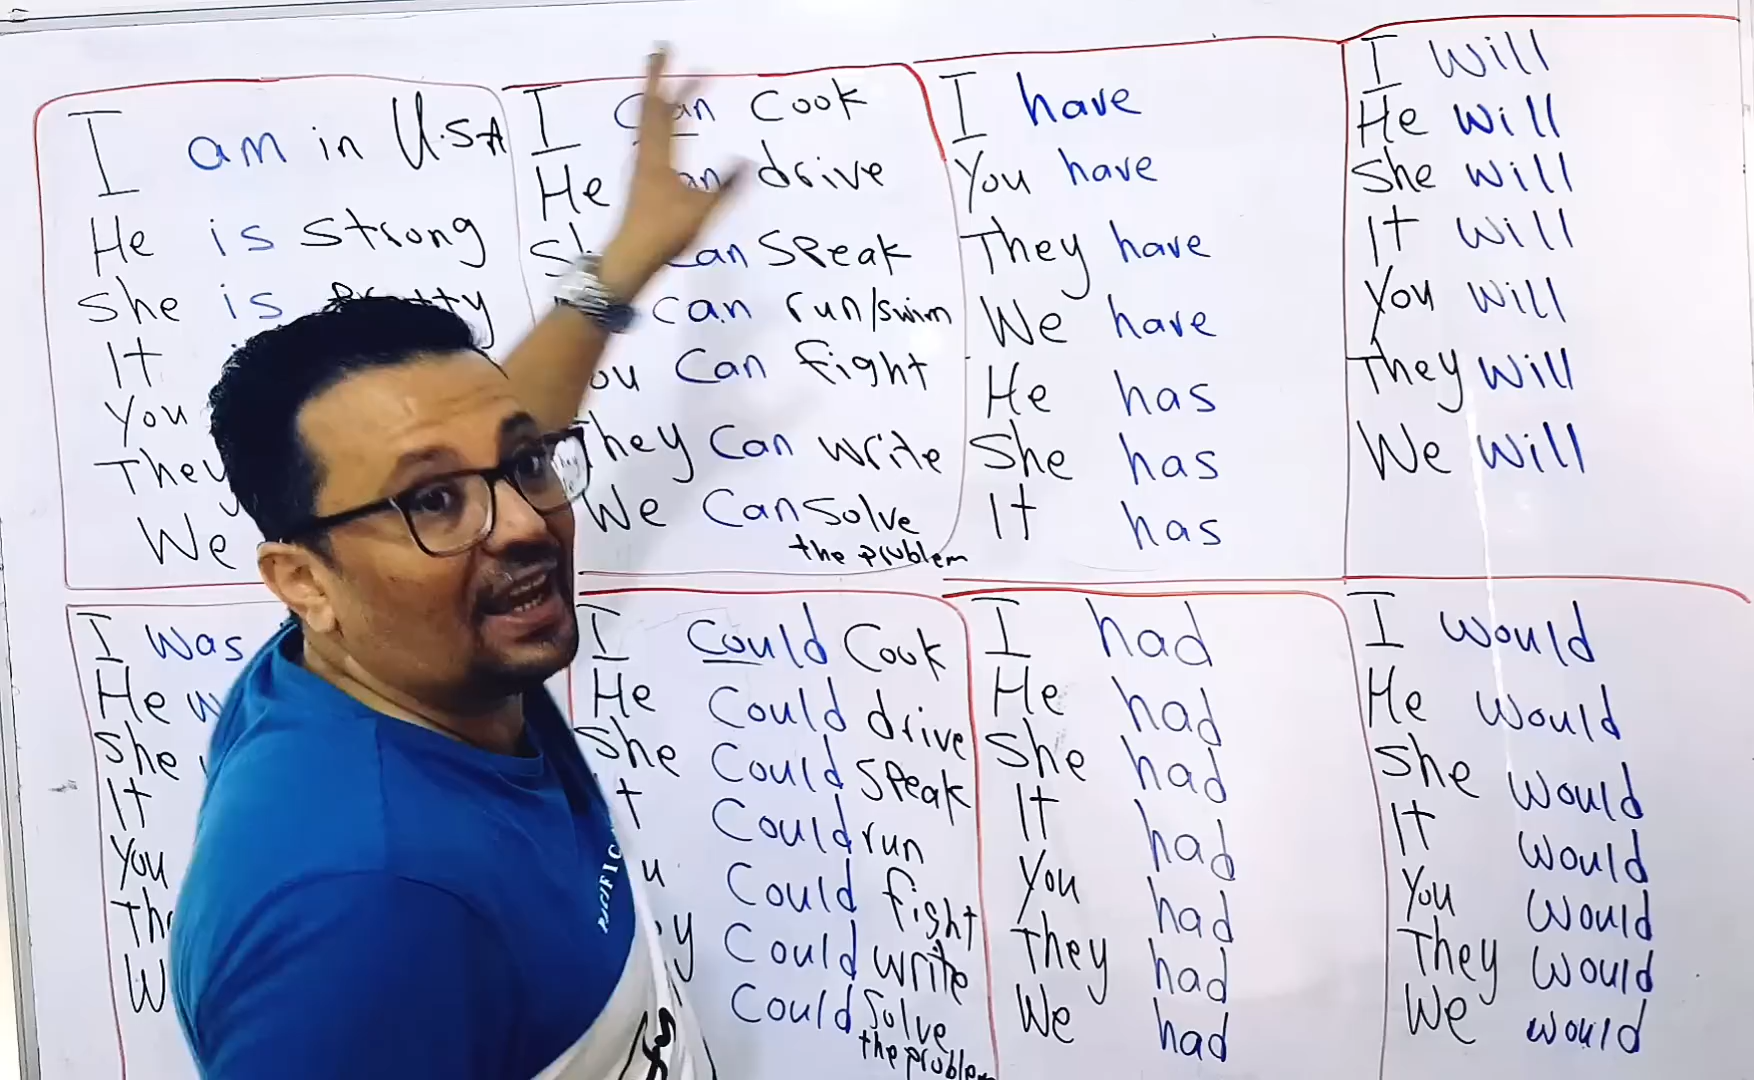 I am in U.S.A
He is strong
She is
It
You
They
We
I can cook
He drive
can speak
can run/swim
can fight
They can write
We can solve
the problem
I have
You have
They have
We have
He has
She has
It has
I will
He will
She will
It will
You will
They will
We will
I was
He
She
It
You
I could cook
He could drive
She could speak
could run
could fight
could write
could solve
the problem
I had
He had
She had
It had
You had
They had
We had
I would
He would
She would
It would
You would
They would
We would
PACIFIC